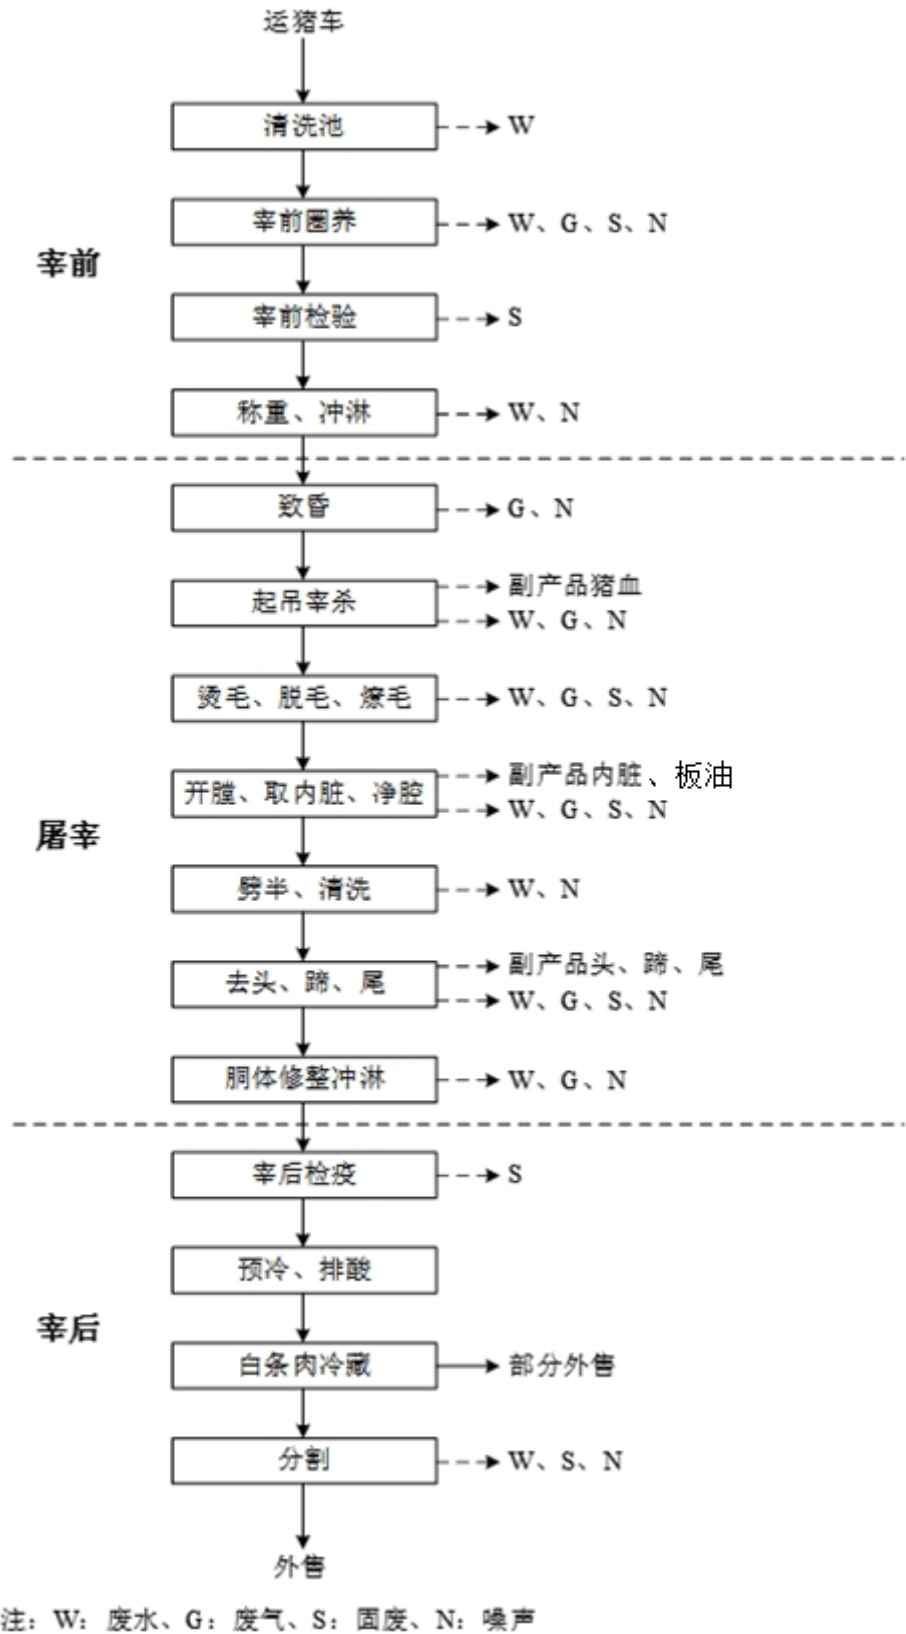 运猪车
清洗池 W
宰前圈养 W、G、S、N
宰前
宰前检验 S
称重、冲淋 W、N
致昏 G、N
起吊宰杀 副产品猪血
W、G、N
烫毛、脱毛、燎毛 W、G、S、N
开膛、取内脏、净腔 副产品内脏、板油
W、G、S、N
屠宰
劈半、清洗 W、N
去头、蹄、尾 副产品头、蹄、尾
W、G、S、N
胴体修整冲淋 W、G、N
宰后检疫 S
预冷、排酸
宰后
白条肉冷藏 部分外售
分割 W、S、N
外售
注：W：废水、G：废气、S：固废、N：噪声